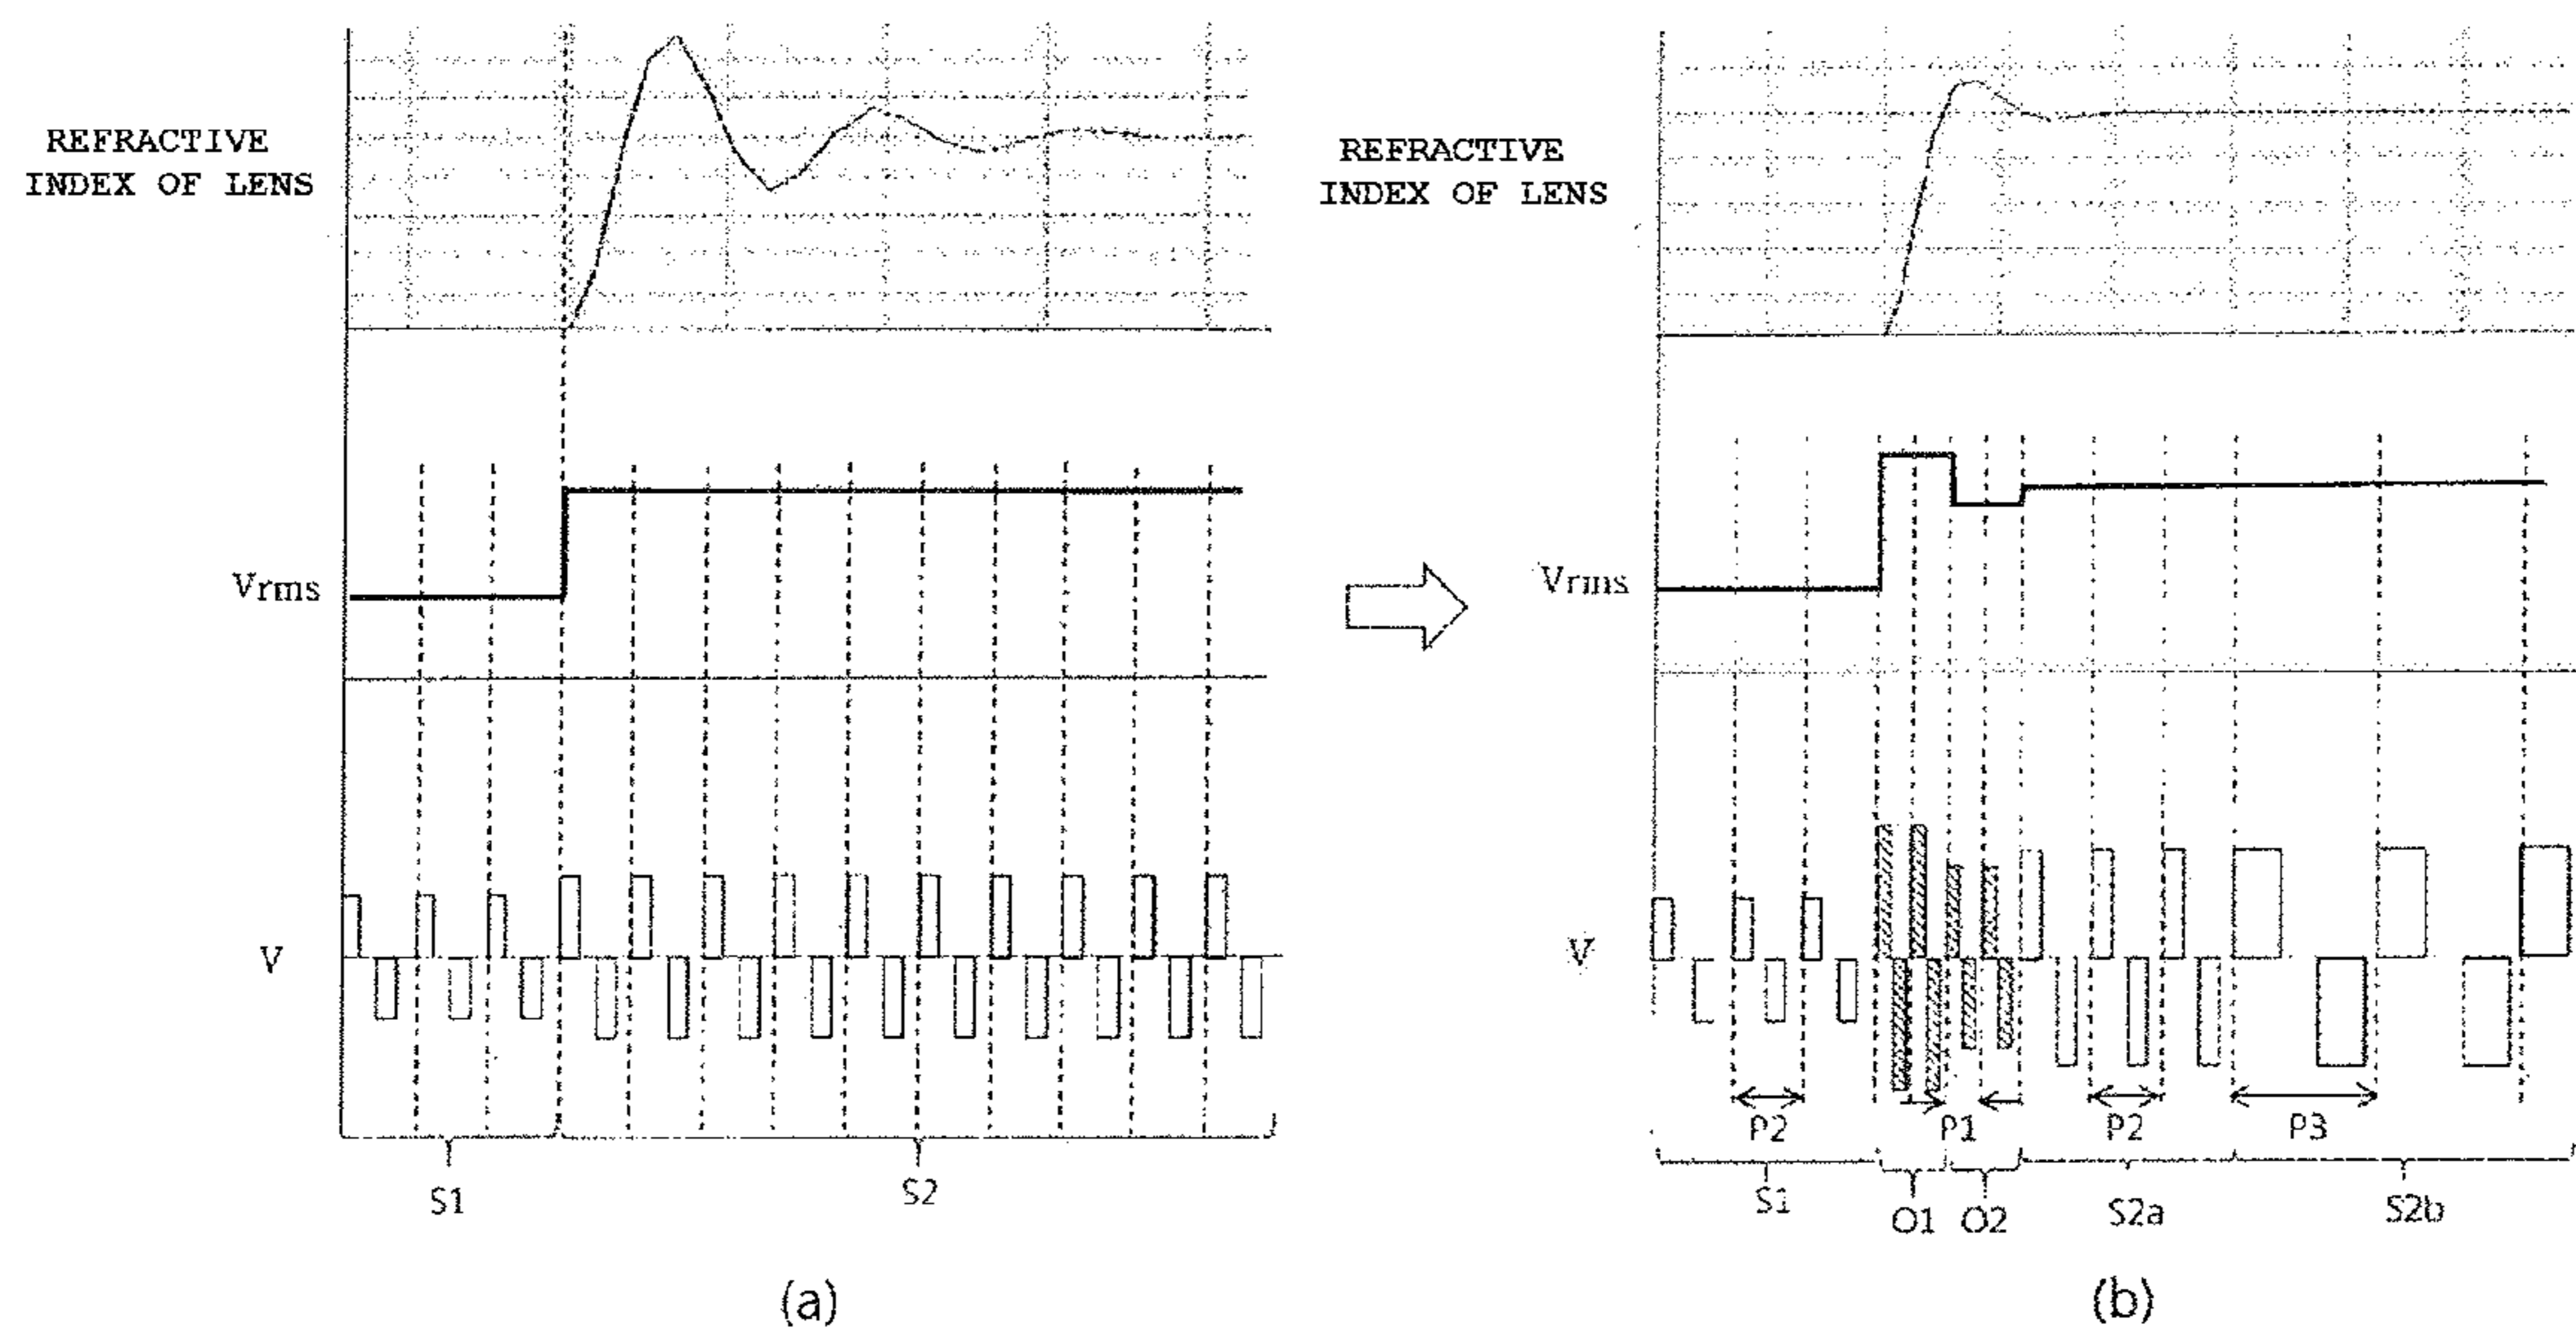 REFRACTIVE
INDEX OF LENS
Vrms
V
S1
S2
(a)
REFRACTIVE
INDEX OF LENS
Vrms
V
P2
P1
P2
P3
S1
O1
O2
S2a
S2b
(b)